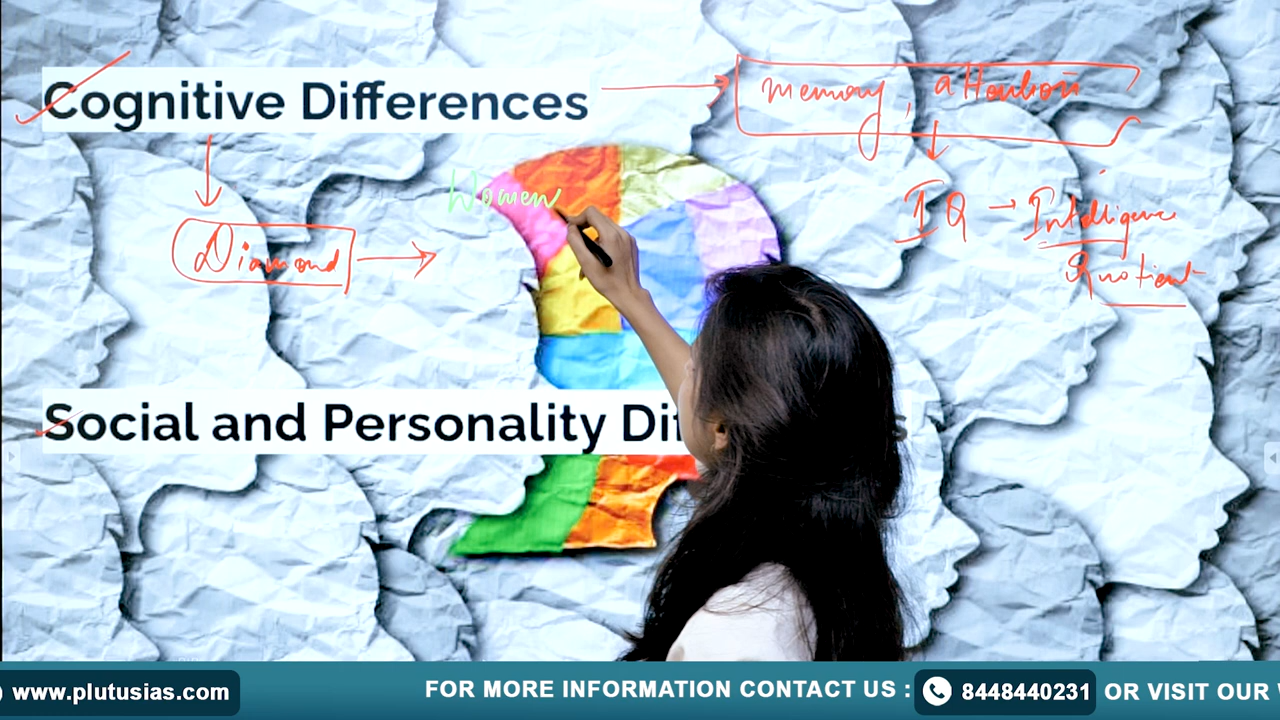 Cognitive Differences
memory, attention
IQ → Intelligence
Quotient
Women
Diamond
Social and Personality Dif
www.plutusias.com
FOR MORE INFORMATION CONTACT US :
8448440231
OR VISIT OUR